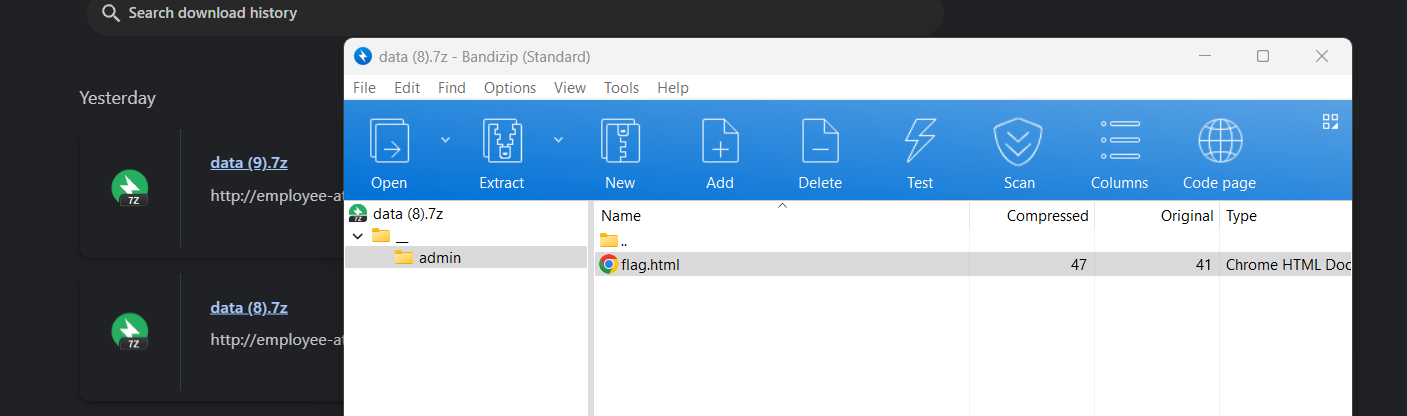 Search download history
data (8).7z - Bandizip (Standard)
File Edit Find Options View Tools Help
Yesterday
data (9).7z
http://employee-at
7Z
Open Extract New Add Delete Test Scan Columns Code page
data (8).7z
__
admin
Name Compressed Original Type
..
flag.html 47 41 Chrome HTML Doc
data (8).7z
http://employee-at
7Z